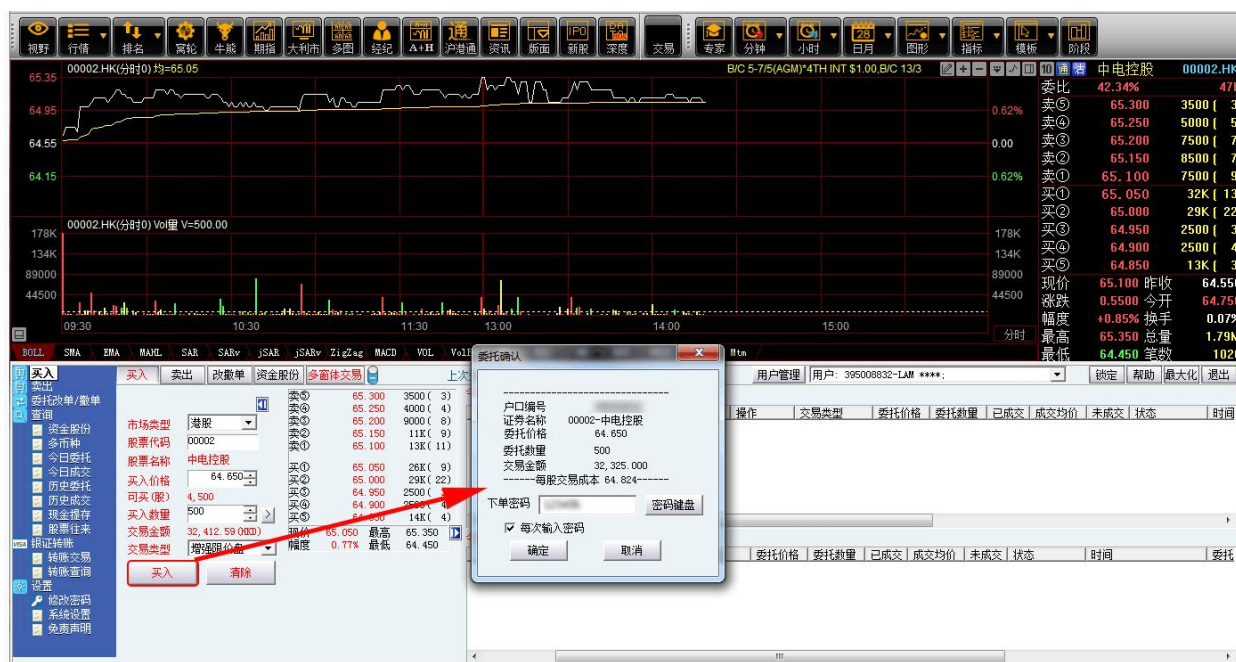 视野 行情 排名 窝轮 牛熊 期指 大利市 多图 经纪 A+H 沪港通 资讯 版面 新股 深度 交易 专家 分钟 小时 日月 图形 指标 模板 阶段
00002.HK(分时0) 均=65.05 B/C 5-7/5(AGM)*4TH INT $1.00,B/C 13/3 10 通 中电控股 00002.HK
65.35
64.95 0.62%
64.55 0.00
64.15 0.62%
委比 42.34%
卖⑤ 65.300 3500
卖④ 65.250 5000
卖③ 65.200 7500
卖② 65.150 8500
卖① 65.100 7500
买① 65.050 32K 13
买② 65.000 29K 22
买③ 64.950 2500
买④ 64.900 2500
买⑤ 64.850 13K
00002.HK(分时0) Vol量 V=500.00
178K 178K
134K 134K
89000 89000
44500 44500
现价 65.100 昨收 64.55
涨跌 0.5500 今开 64.75
幅度 +0.85% 换手 0.07%
最高 65.350 总量 1.79
最低 64.450 笔数 102
09:30 10:30 11:30 13:00 14:00 15:00 分时
BOLL SMA EMA MAHL SAR SARv jSAR jSARv ZigZag MACD VOL Mtm
买入
卖出
委托改单/撤单
查询
资金股份
多币种
今日委托
今日成交
历史委托
历史成交
现金提存
股票往来
银证转账
转账交易
转账查询
设置
修改密码
系统设置
免责声明
买入 卖出 改撤单 资金股份 多窗体交易 上次
市场类型 港股
股票代码 00002
股票名称 中电控股
买入价格 64.650
可买(股) 4,500
买入数量 500
交易金额 32,412.59(HKD)
交易类型 增强限价盘
买入 清除
卖⑤ 65.300 3500( 3)
卖④ 65.250 4000( 4)
卖③ 65.200 9000( 8)
卖② 65.150 11K( 9)
卖① 65.100 13K(11)
买① 65.050 26K( 9)
买② 65.000 29K(22)
买③ 64.950 2500(
买④ 64.900
买⑤ 14K( 4)
现价 65.050 最高 65.350
幅度 0.77% 最低 64.450
委托确认
户口编号
证券名称 00002-中电控股
委托价格 64.650
委托数量 500
交易金额 32,325.000
------每股交易成本 64.824------
下单密码 密码键盘
每次输入密码
确定 取消
用户管理 用户: 395008832-LAM ****; 锁定 帮助 最大化 退出
操作 交易类型 委托价格 委托数量 已成交 成交均价 未成交 状态 时间
委托价格 委托数量 已成交 成交均价 未成交 状态 时间 委托